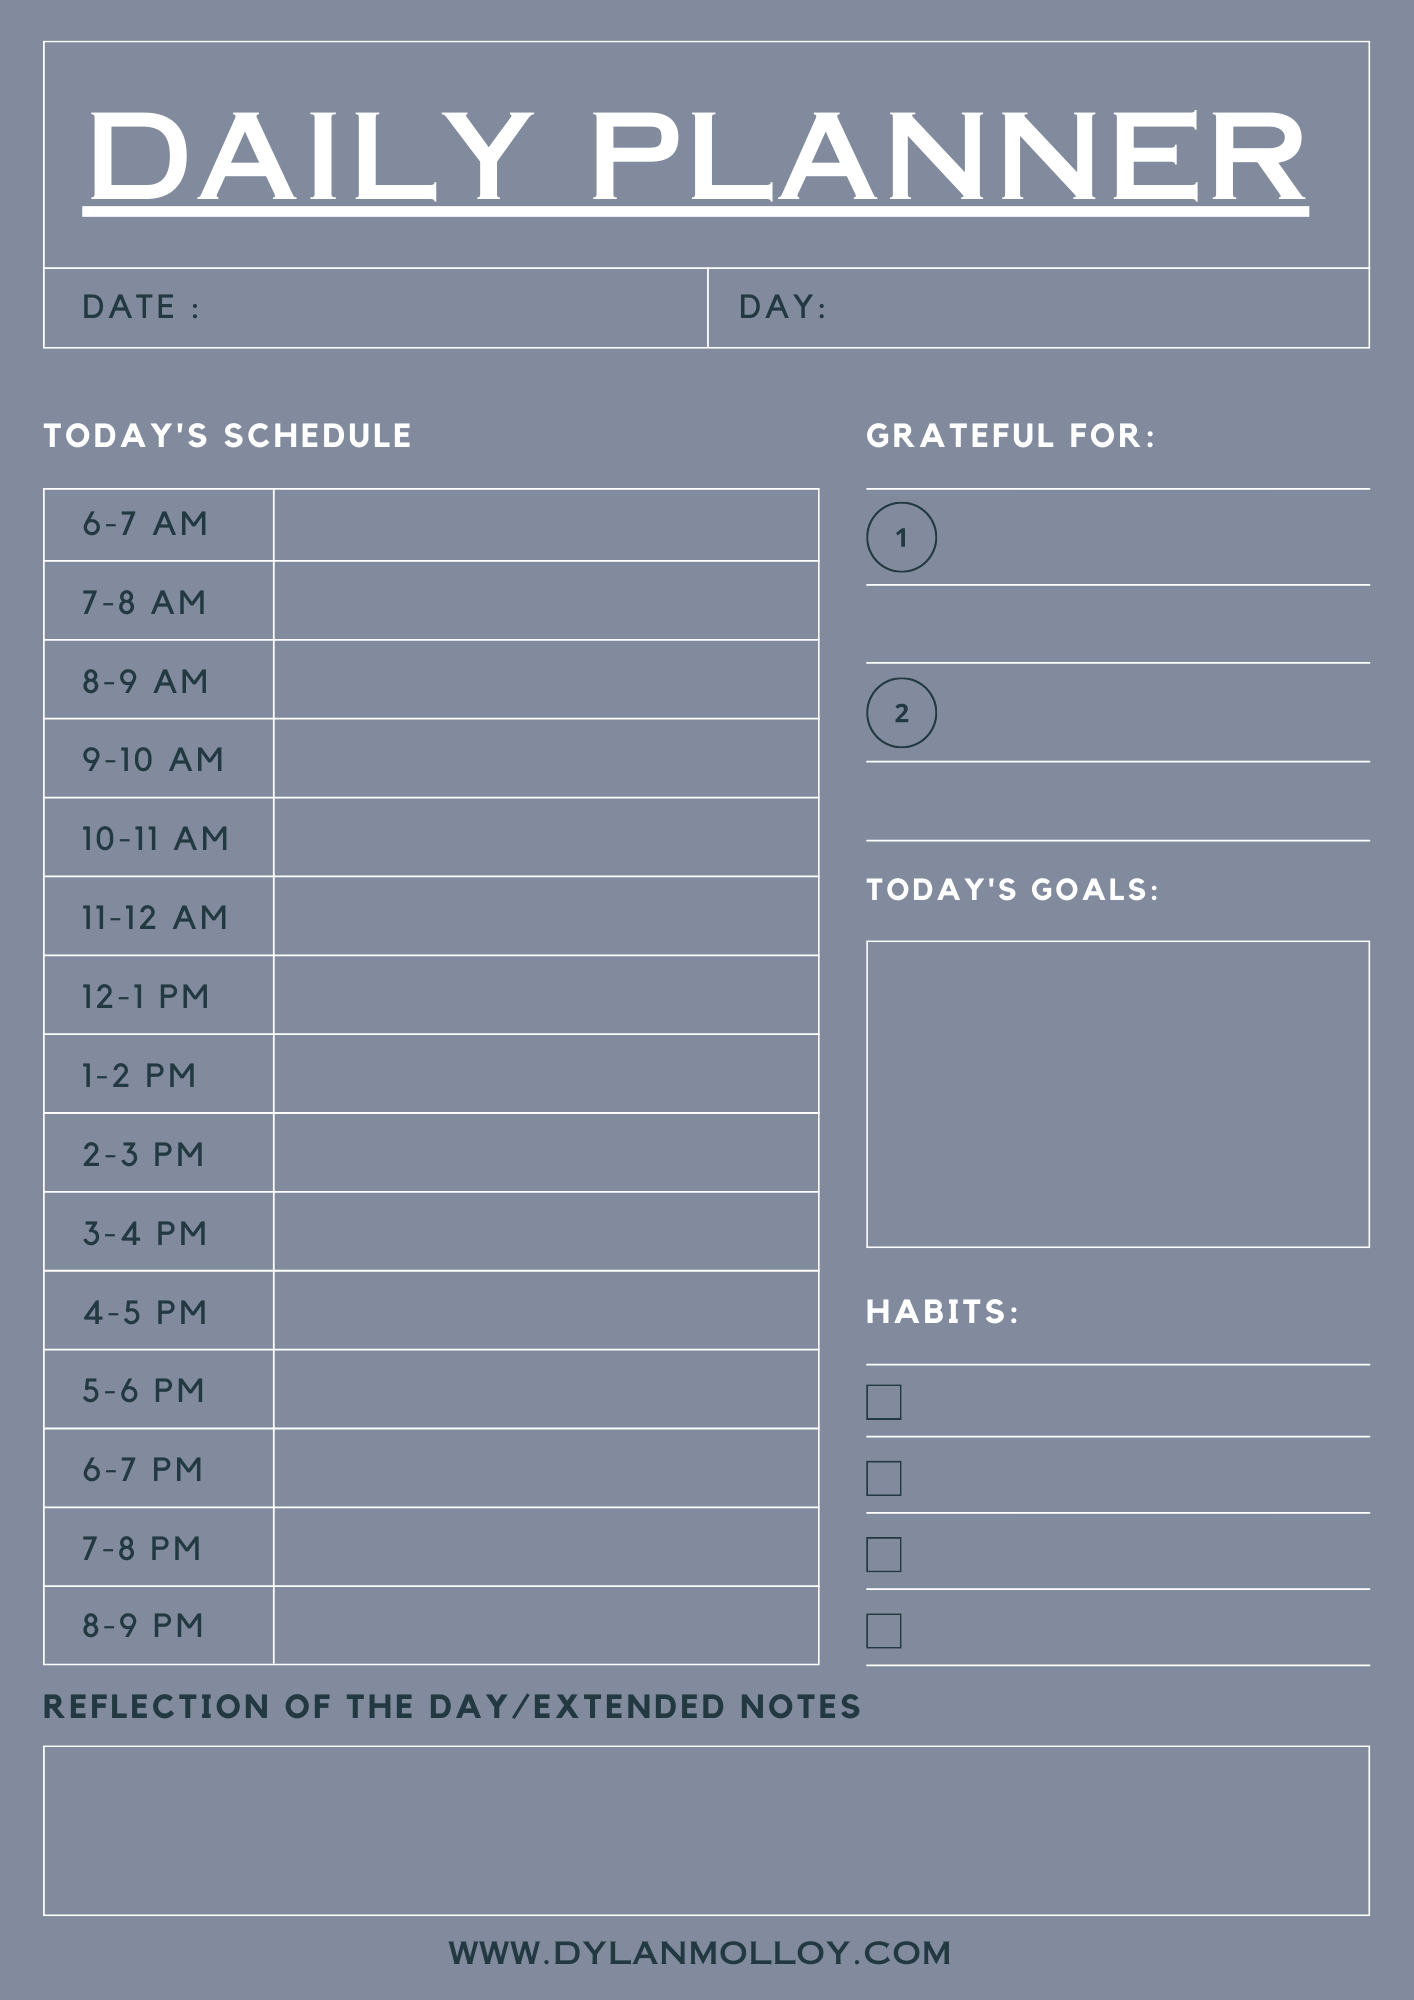 DAILY PLANNER
DATE :
DAY:
TODAY'S SCHEDULE
6-7 AM
7-8 AM
8-9 AM
9-10 AM
10-11 AM
11-12 AM
12-1 PM
1-2 PM
2-3 PM
3-4 PM
4-5 PM
5-6 PM
6-7 PM
7-8 PM
8-9 PM
GRATEFUL FOR:
1
2
TODAY'S GOALS:
HABITS:
REFLECTION OF THE DAY/EXTENDED NOTES
WWW.DYLANMOLLOY.COM